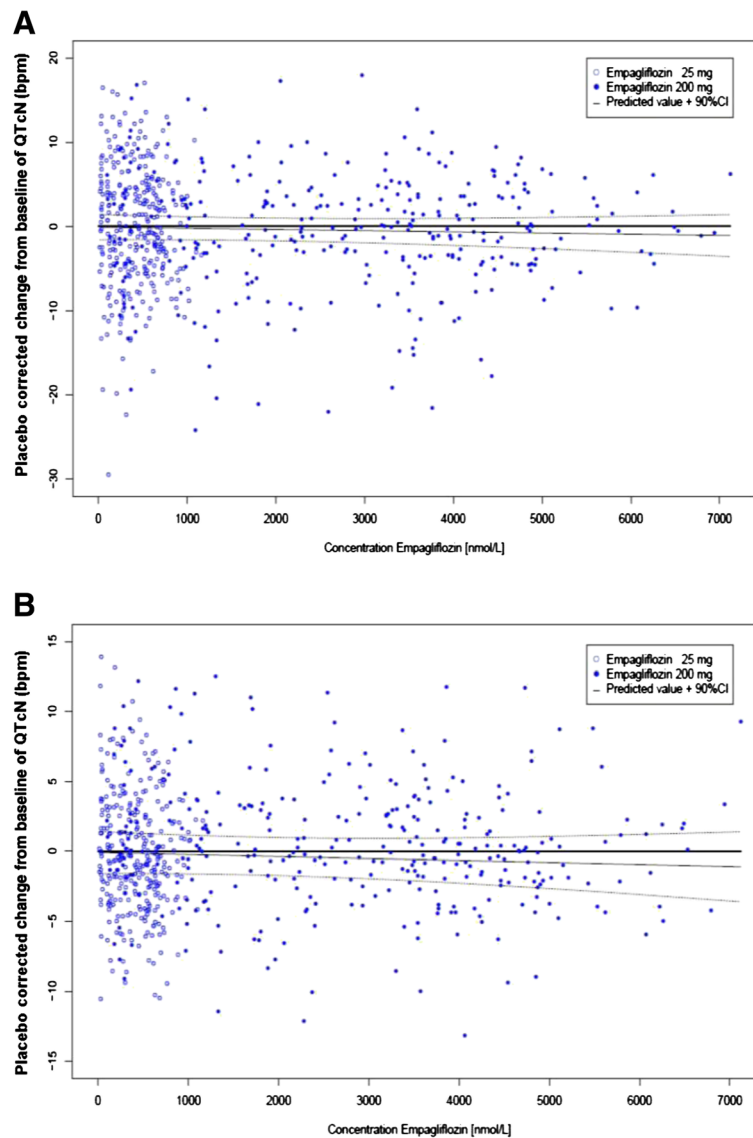 A
Placebo corrected change from baseline of QTcN (bpm)
20
10
0
-10
-20
-30
Empagliflozin 25 mg
Empagliflozin 200 mg
Predicted value + 90%CI
0 1000 2000 3000 4000 5000 6000 7000
Concentration Empagliflozin [nmol/L]
B
Placebo corrected change from baseline of QTcN (bpm)
15
10
5
0
-5
-10
-15
Empagliflozin 25 mg
Empagliflozin 200 mg
Predicted value + 90%CI
0 1000 2000 3000 4000 5000 6000 7000
Concentration Empagliflozin [nmol/L]